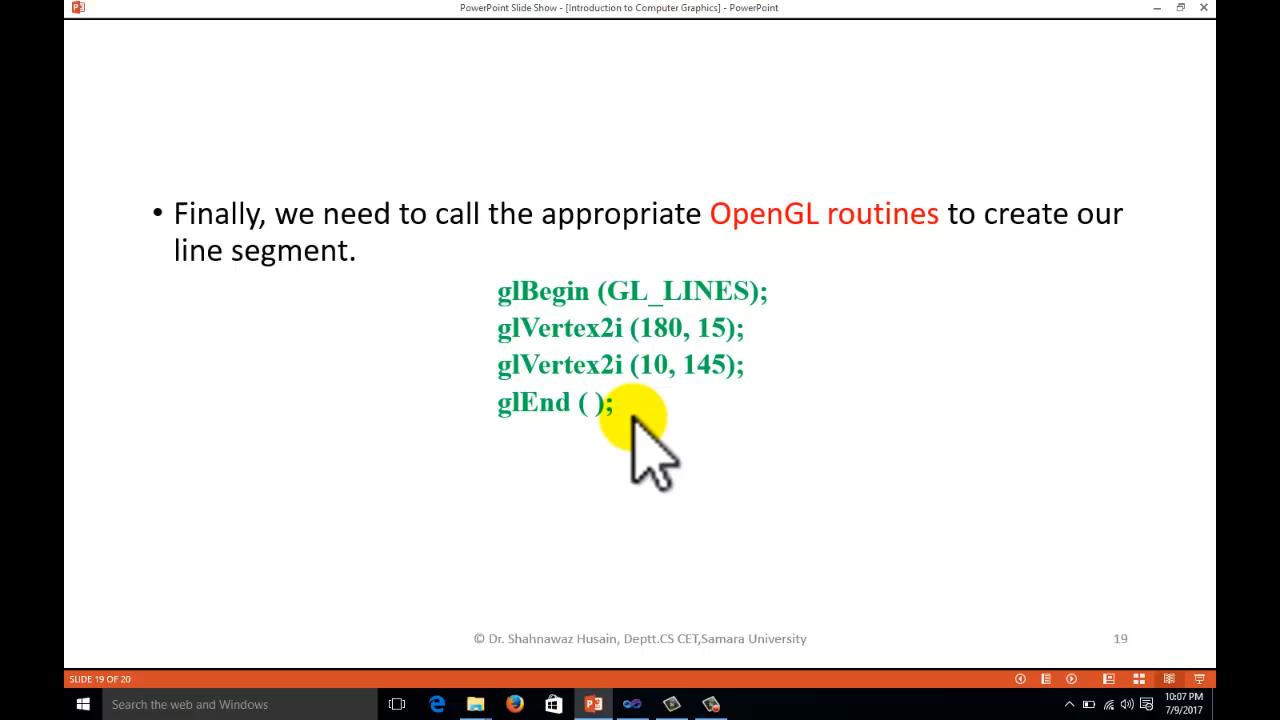 PowerPoint Slide Show - [Introduction to Computer Graphics] - PowerPoint
• Finally, we need to call the appropriate OpenGL routines to create our
line segment.
glBegin (GL_LINES);
glVertex2i (180, 15);
glVertex2i (10, 145);
glEnd ( );
© Dr. Shahnawaz Husain, Deptt.CS CET,Samara University
19
SLIDE 19 OF 20
Search the web and Windows
10:07 PM
7/9/2017